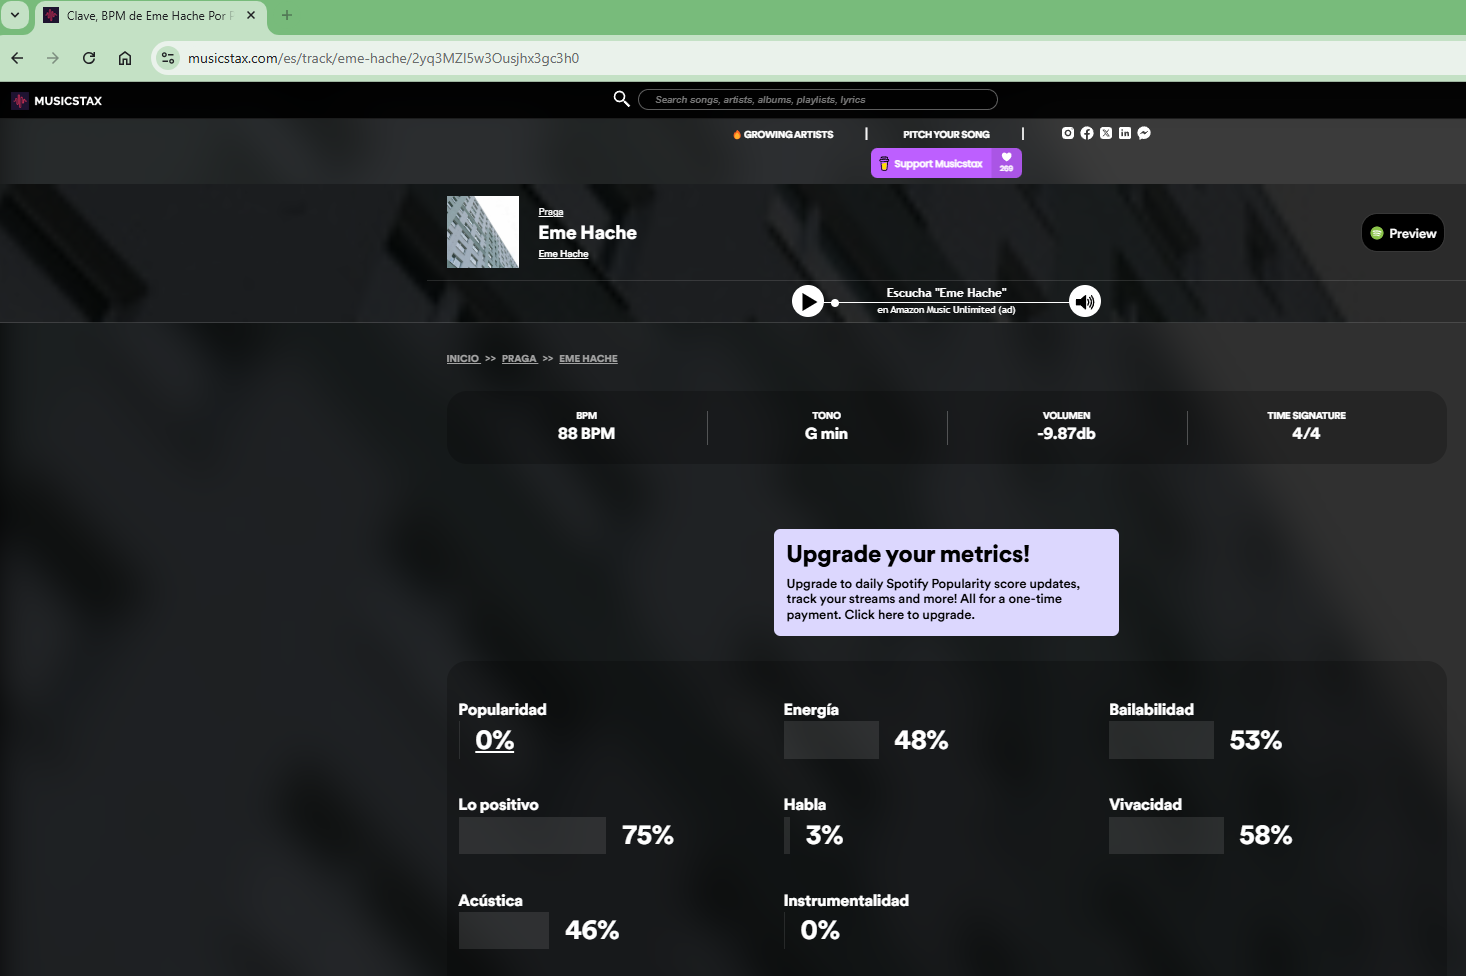 Clave, BPM de Eme Hache Por
musicstax.com/es/track/eme-hache/2yq3MZI5w3Ousjhx3gc3h0
MUSICSTAX
Search songs, artists, albums, playlists, lyrics
GROWING ARTISTS | PITCH YOUR SONG |
Support Musicstax 269
Praga
Eme Hache
Eme Hache
Preview
Escucha "Eme Hache"
en Amazon Music Unlimited (ad)
INICIO >> PRAGA >> EME HACHE
BPM TONO VOLUMEN TIME SIGNATURE
88 BPM G min -9.87db 4/4
Upgrade your metrics!
Upgrade to daily Spotify Popularity score updates,
track your streams and more! All for a one-time
payment. Click here to upgrade.
Popularidad Energía Bailabilidad
0% 48% 53%
Lo positivo Habla Vivacidad
75% 3% 58%
Acústica Instrumentalidad
46% 0%